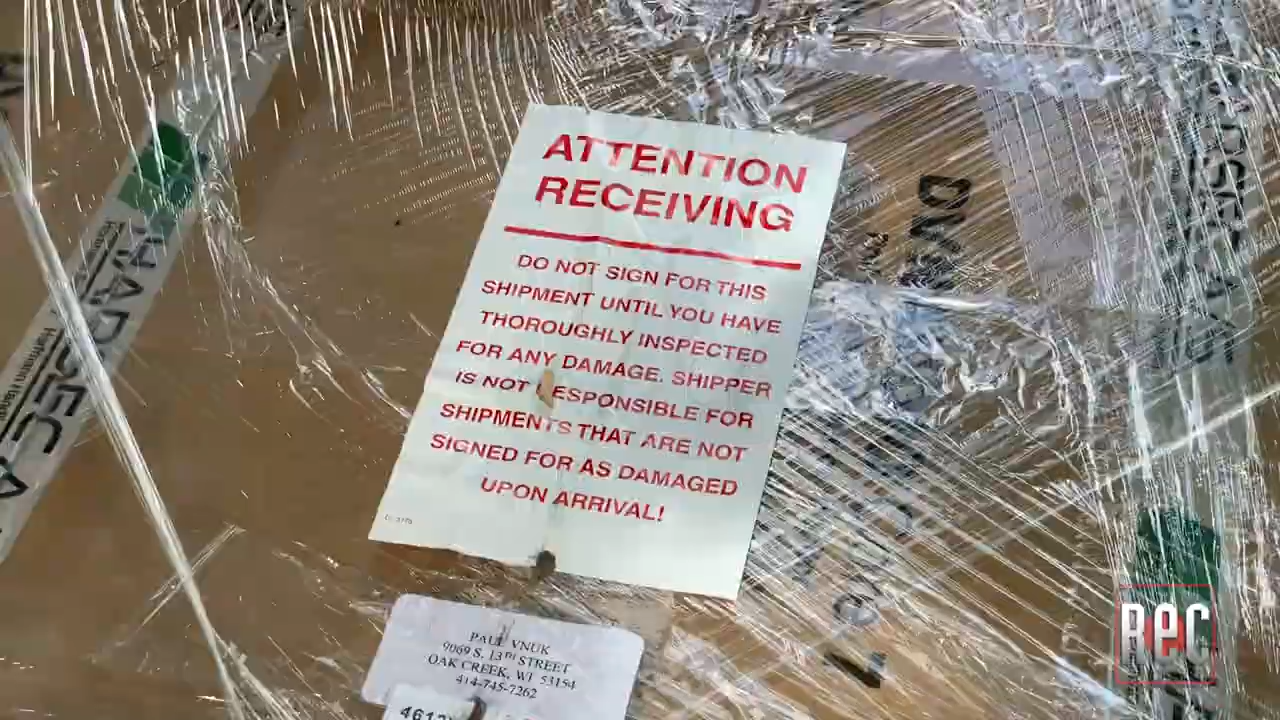 ATTENTION
RECEIVING
DO NOT SIGN FOR THIS
SHIPMENT UNTIL YOU HAVE
THOROUGHLY INSPECTED
FOR ANY DAMAGE. SHIPPER
IS NOT ESPONSIBLE FOR
SHIPMENTS THAT ARE NOT
SIGNED FOR AS DAMAGED
UPON ARRIVAL!
PAUL VNUK
9069 S. 13TH STREET
OAK CREEK, WI 53154
414-745-7262
REC